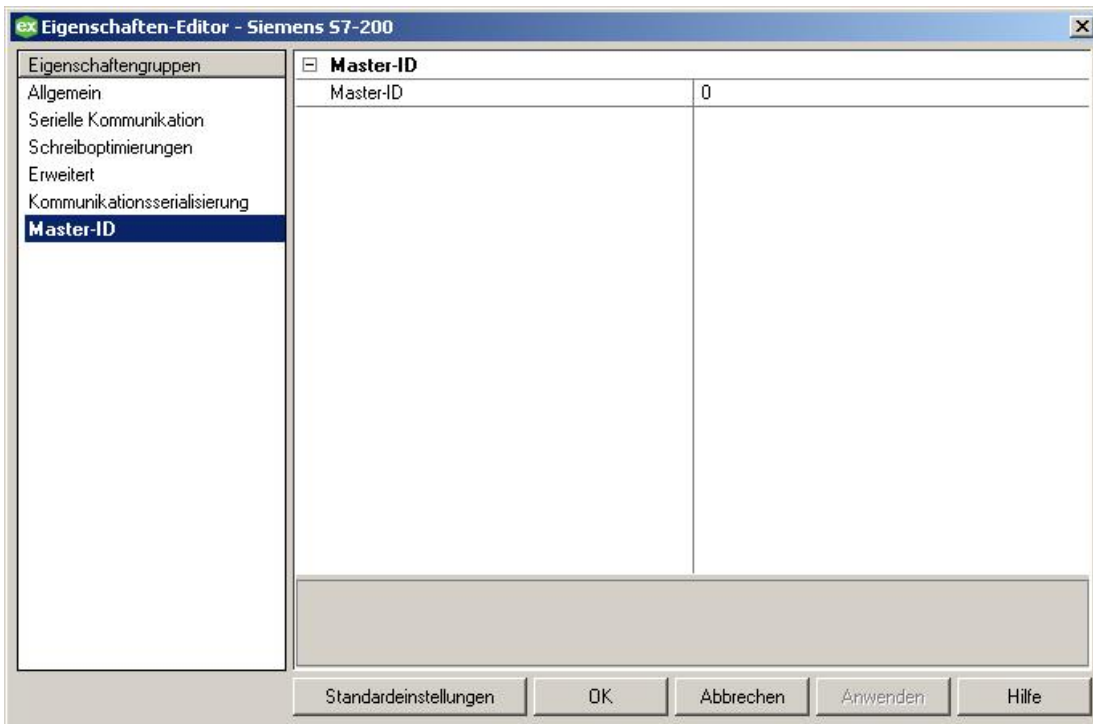 ex Eigenschaften-Editor - Siemens S7-200
Eigenschaftengruppen
Allgemein
Serielle Kommunikation
Schreiboptimierungen
Erweitert
Kommunikationsserialisierung
Master-ID
Master-ID
Master-ID 0
Standardeinstellungen OK Abbrechen Anwenden Hilfe